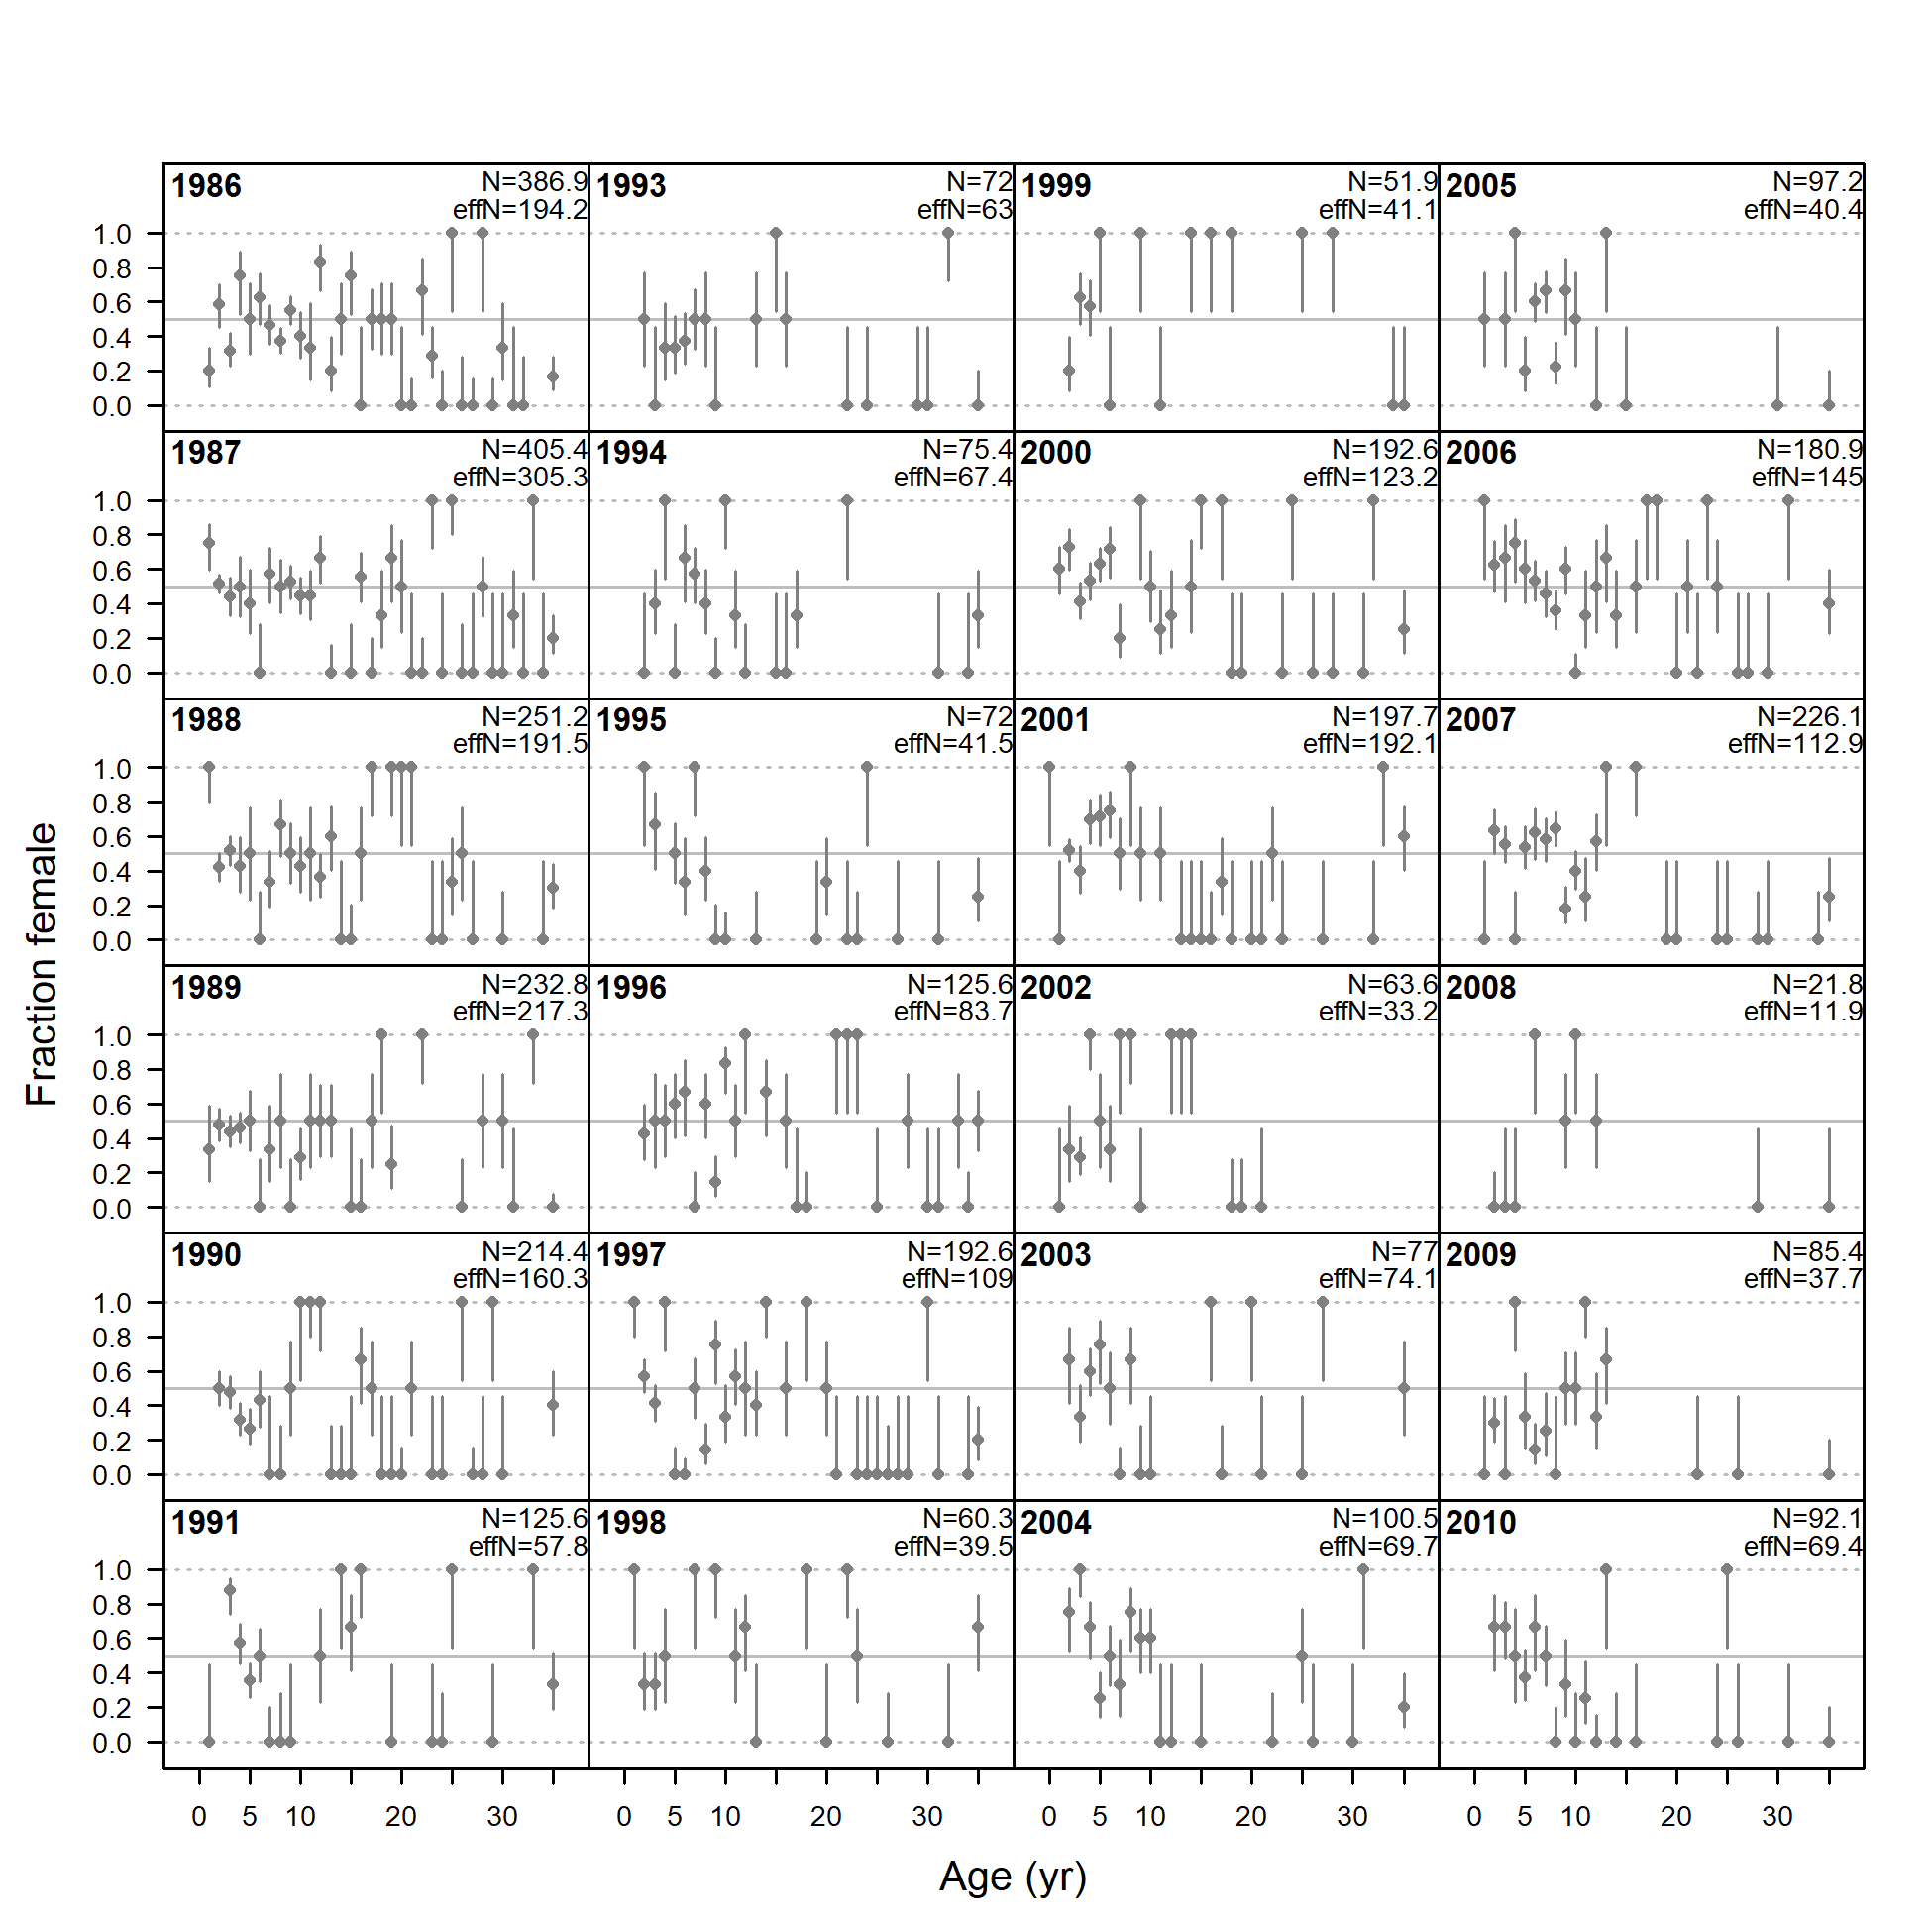 1986 N=386.9 1993 N=72 1999 N=51.9 2005 N=97.2
effN=194.2 effN=63 effN=41.1 effN=40.4
1.0
0.8
0.6
0.4
0.2
0.0
1987 N=405.4 1994 N=75.4 2000 N=192.6 2006 N=180.9
effN=305.3 effN=67.4 effN=123.2 effN=145
1.0
0.8
0.6
0.4
0.2
0.0
1988 N=251.2 1995 N=72 2001 N=197.7 2007 N=226.1
effN=191.5 effN=41.5 effN=192.1 effN=112.9
1.0
0.8
0.6
0.4
0.2
0.0
Fraction female
1989 N=232.8 1996 N=125.6 2002 N=63.6 2008 N=21.8
effN=217.3 effN=83.7 effN=33.2 effN=11.9
1.0
0.8
0.6
0.4
0.2
0.0
1990 N=214.4 1997 N=192.6 2003 N=77 2009 N=85.4
effN=160.3 effN=109 effN=74.1 effN=37.7
1.0
0.8
0.6
0.4
0.2
0.0
1991 N=125.6 1998 N=60.3 2004 N=100.5 2010 N=92.1
effN=57.8 effN=39.5 effN=69.7 effN=69.4
1.0
0.8
0.6
0.4
0.2
0.0
0 5 10 20 30 0 5 10 20 30 0 5 10 20 30 0 5 10 20 30
Age (yr)